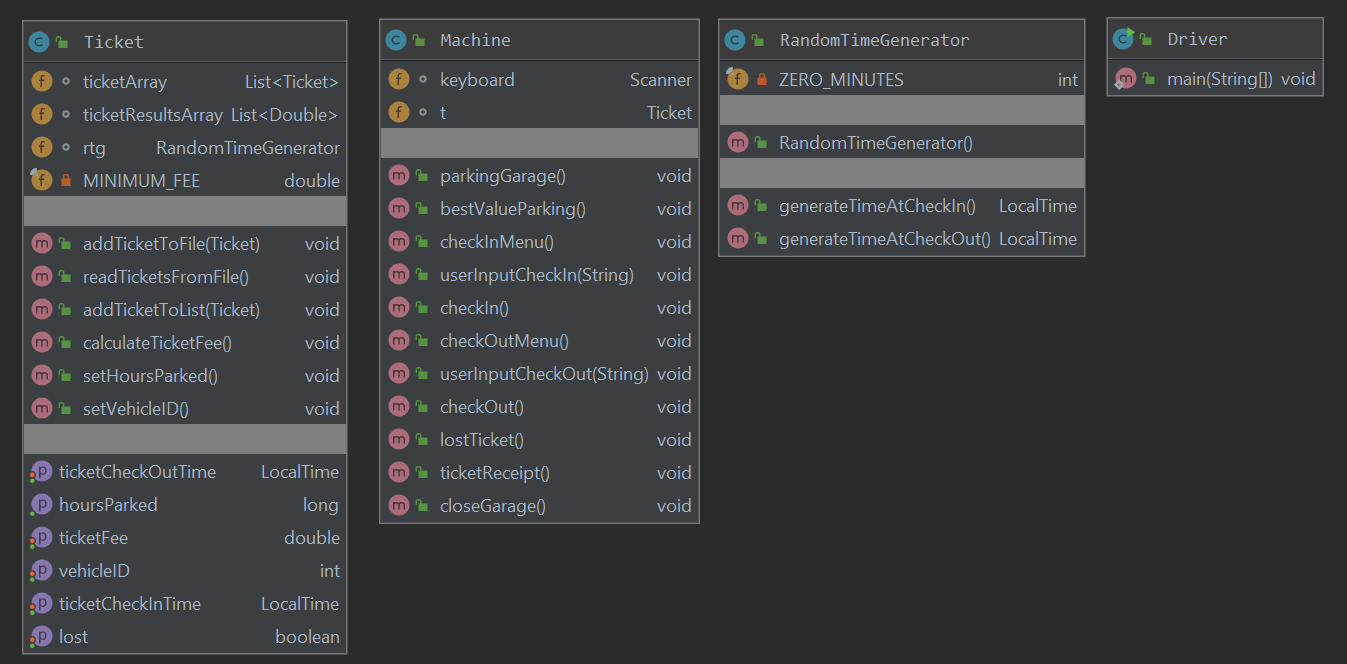 Ticket
ticketArray List<Ticket>
ticketResultsArray List<Double>
rtg RandomTimeGenerator
MINIMUM_FEE double
addTicketToFile(Ticket) void
readTicketsFromFile() void
addTicketToList(Ticket) void
calculateTicketFee() void
setHoursParked() void
setVehicleID() void
ticketCheckOutTime LocalTime
hoursParked long
ticketFee double
vehicleID int
ticketCheckInTime LocalTime
lost boolean
Machine
keyboard Scanner
t Ticket
parkingGarage() void
bestValueParking() void
checkInMenu() void
userInputCheckIn(String) void
checkIn() void
checkOutMenu() void
userInputCheckOut(String) void
checkOut() void
lostTicket() void
ticketReceipt() void
closeGarage() void
RandomTimeGenerator
ZERO_MINUTES int
RandomTimeGenerator()
generateTimeAtCheckIn() LocalTime
generateTimeAtCheckOut() LocalTime
Driver
main(String[]) void